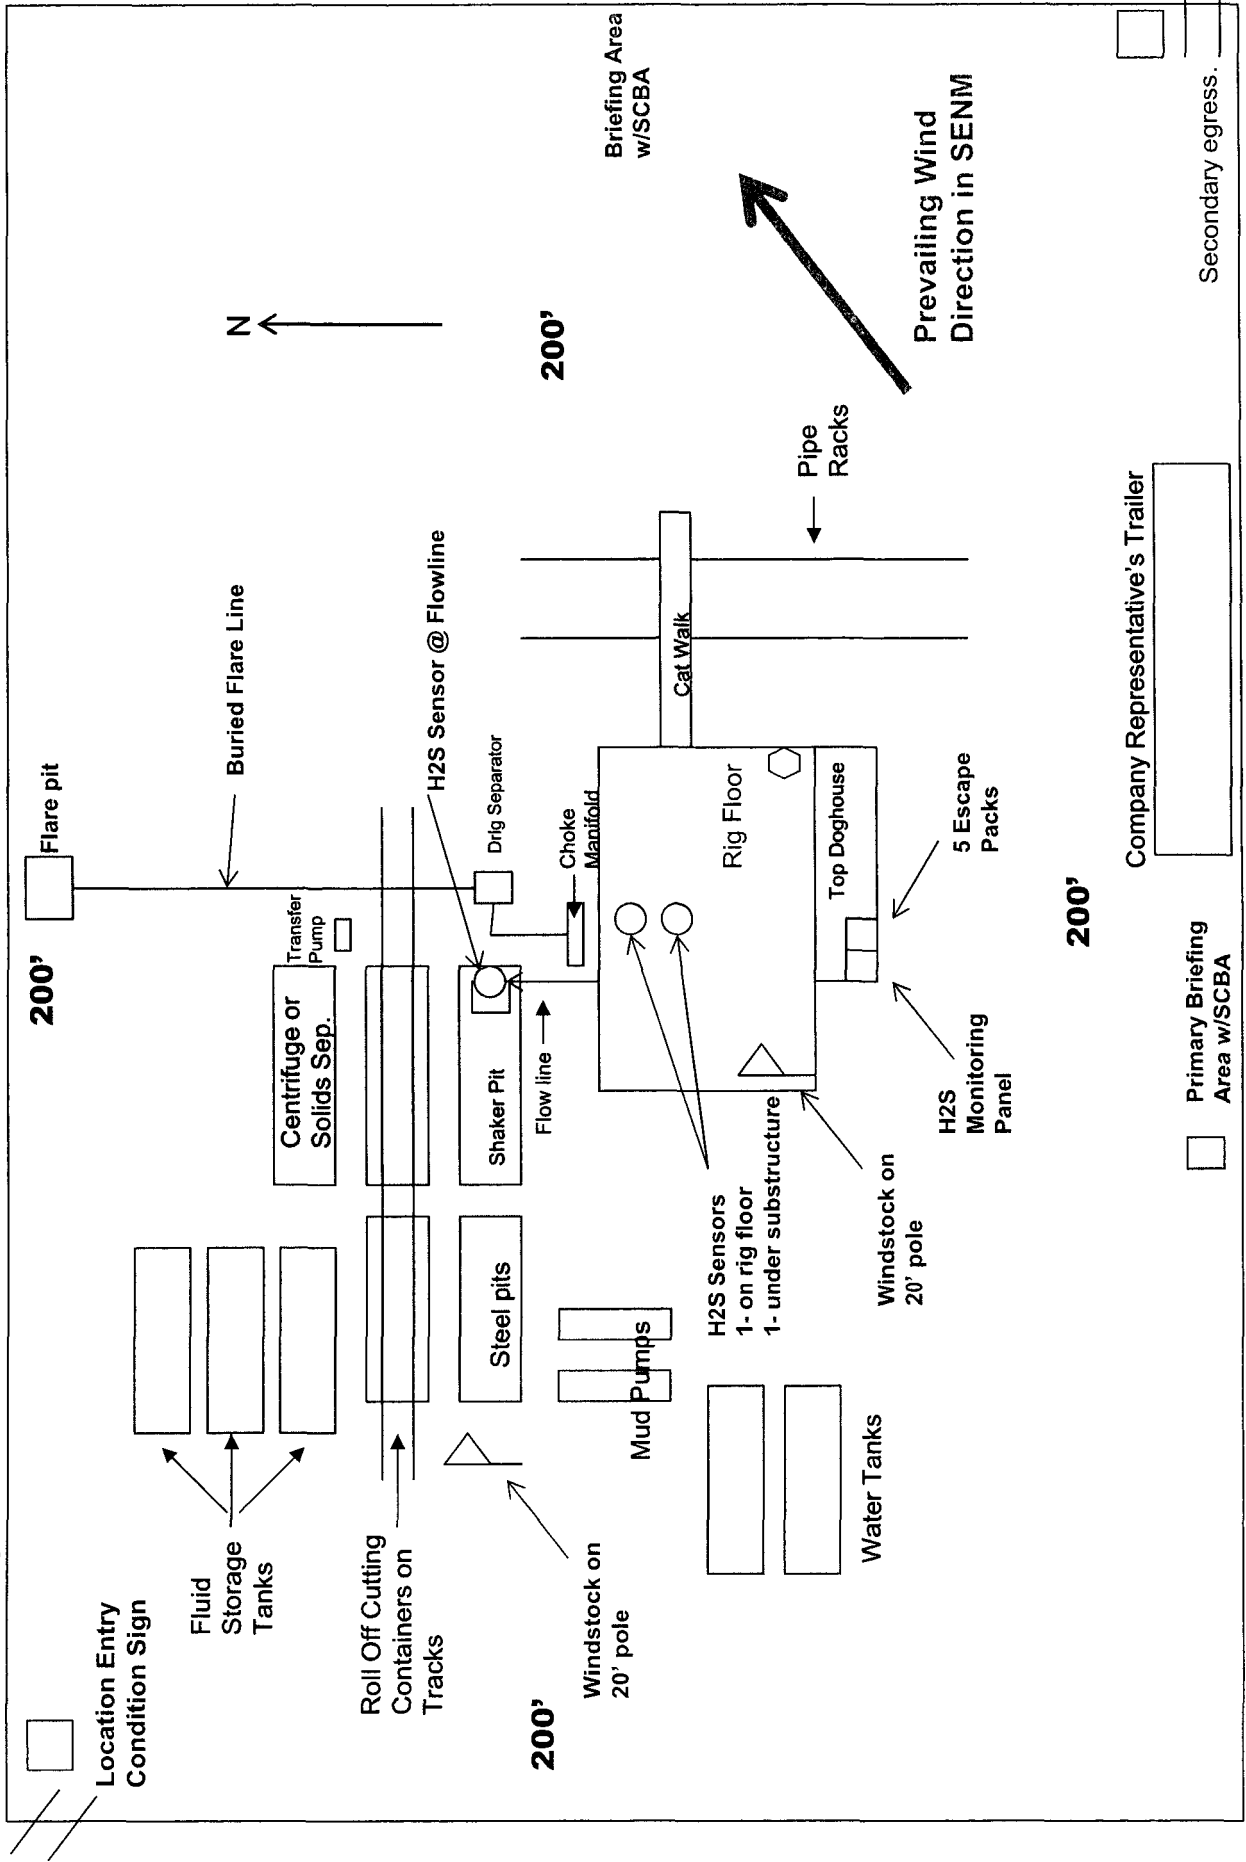 200'
Flare pit
Location Entry
Condition Sign
Fluid
Storage
Tanks
Buried Flare Line
N
Centrifuge or
Solids Sep.
Transfer
Pump
Roll Off Cutting
Containers on
Tracks
H2S Sensor @ Flowline
Steel pits
Shaker Pit
Drlg Separator
200'
Flow line
Choke
Manifold
200'
Windstock on
20' pole
Briefing Area
w/SCBA
Mud Pumps
Cat Walk
H2S Sensors
1- on rig floor
1- under substructure
Rig Floor
Pipe
Racks
Top Doghouse
Water Tanks
Windstock on
20' pole
Prevailing Wind
Direction in SENM
H2S
Monitoring
Panel
5 Escape
Packs
200'
Company Representative's Trailer
Primary Briefing
Area w/SCBA
Secondary egress.